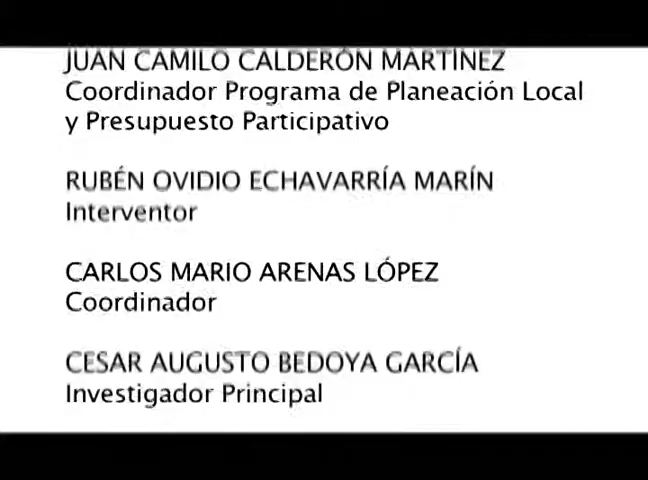 JUAN CAMILO CALDERÓN MARTÍNEZ
Coordinador Programa de Planeación Local
y Presupuesto Participativo
RUBÉN OVIDIO ECHAVARRÍA MARÍN
Interventor
CARLOS MARIO ARENAS LÓPEZ
Coordinador
CESAR AUGUSTO BEDOYA GARCÍA
Investigador Principal